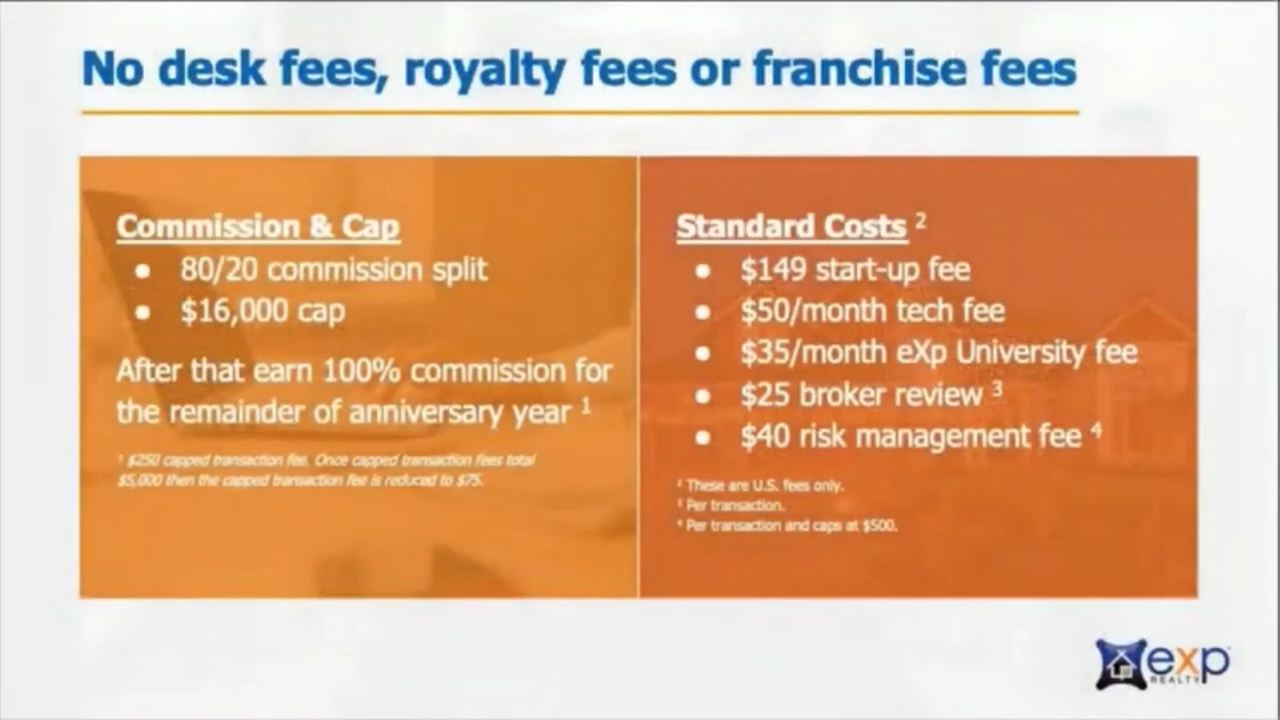 No desk fees, royalty fees or franchise fees
Commission & Cap
• 80/20 commission split
• $16,000 cap
After that earn 100% commission for
the remainder of anniversary year ¹
¹ $250 capped transaction fee. Once capped transaction fees total
$5,000 then the capped transaction fee is reduced to $75.
Standard Costs ²
• $149 start-up fee
• $50/month tech fee
• $35/month eXp University fee
• $25 broker review ³
• $40 risk management fee ⁴
² These are U.S. fees only.
³ Per transaction.
⁴ Per transaction and caps at $500.
exp
REALTY